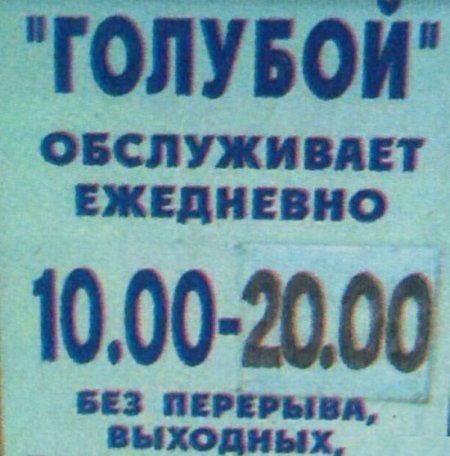 "ГОЛУБОЙ"
ОБСЛУЖИВАЕТ
ЕЖЕДНЕВНО
10.00-20.00
БЕЗ ПЕРЕРЫВА,
ВЫХОДНЫХ,